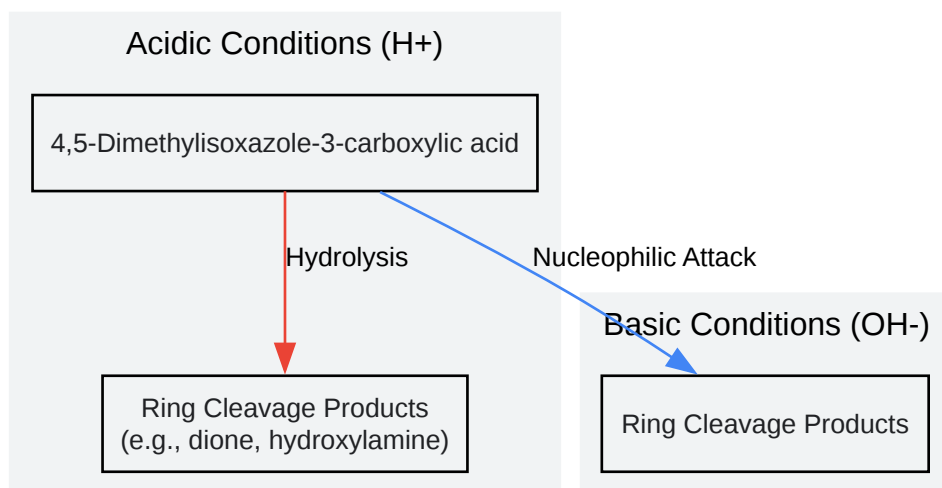 Acidic Conditions (H+)
4,5-Dimethylisoxazole-3-carboxylic acid
Hydrolysis
Nucleophilic Attack
Basic Conditions (OH-)
Ring Cleavage Products
(e.g., dione, hydroxylamine)
Ring Cleavage Products